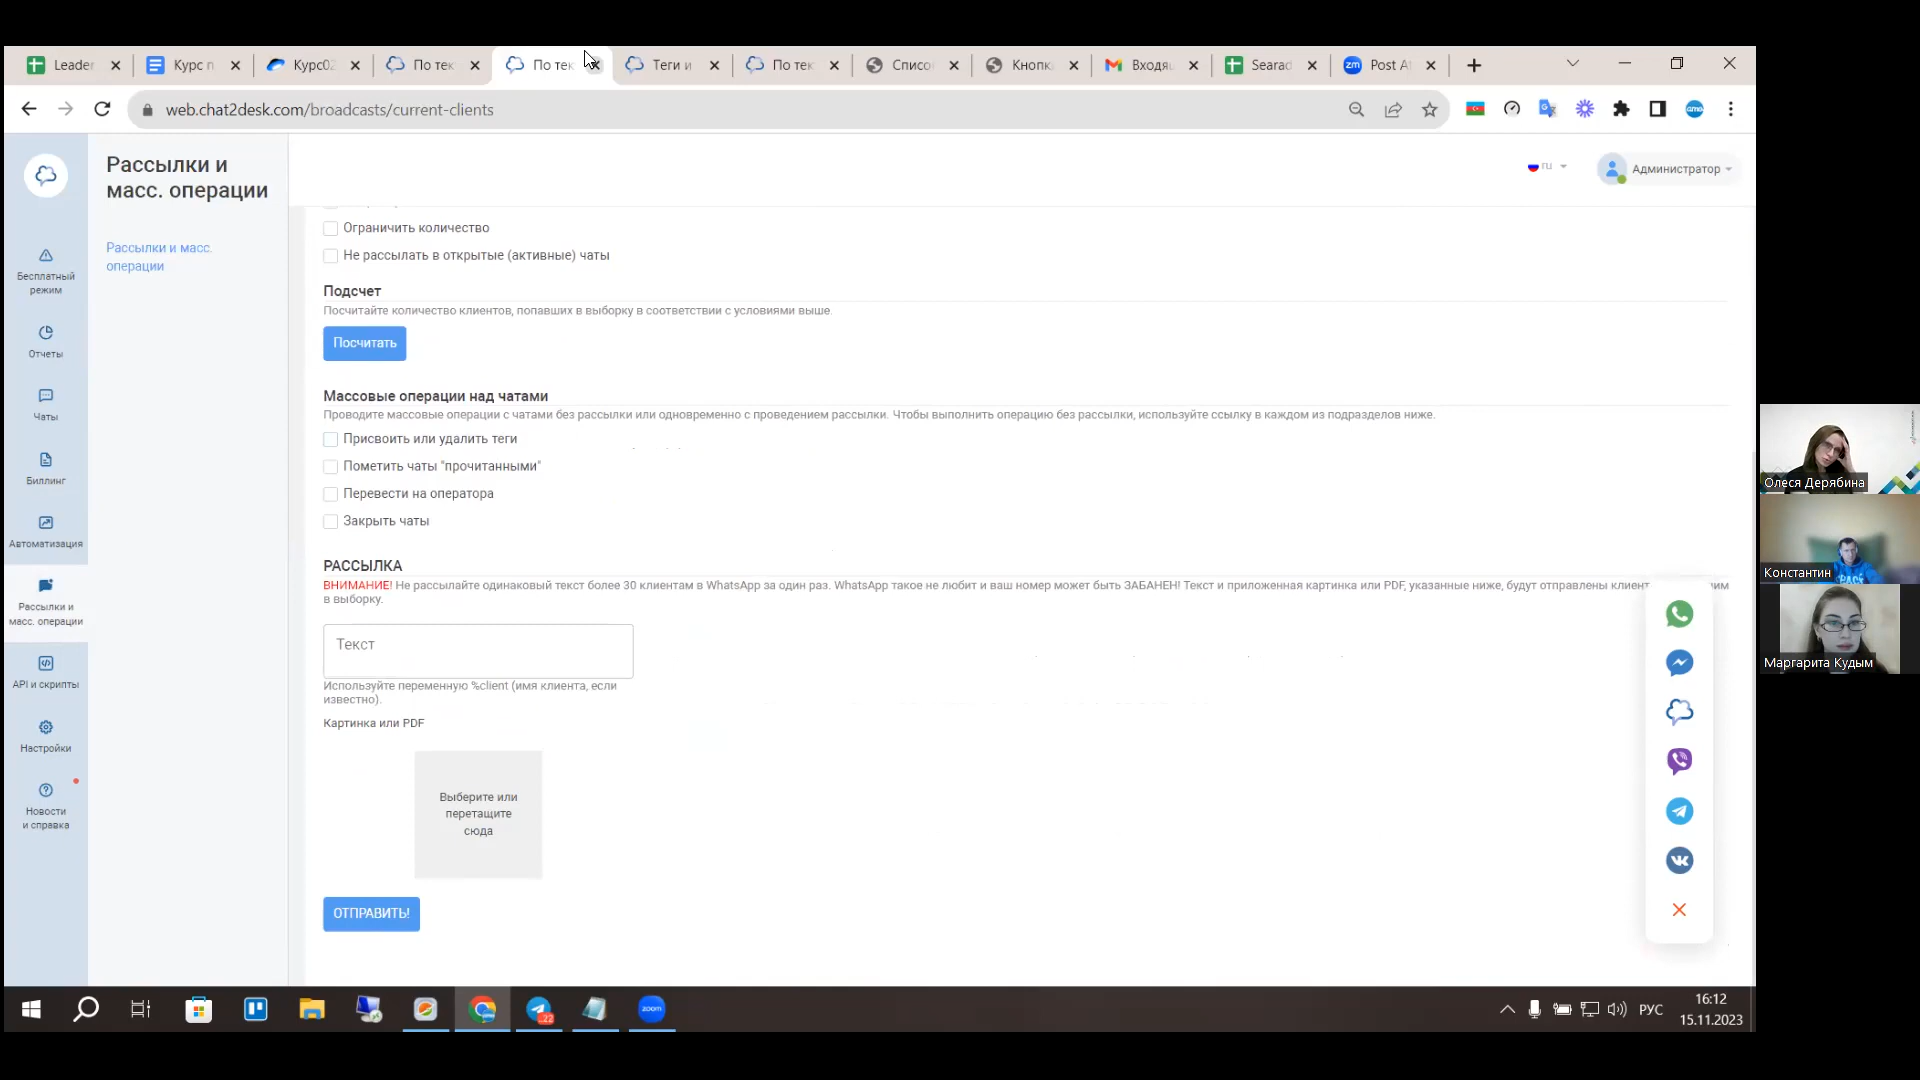 Leader
Курс п
Курс02
По тек
По тек
Теги и
По тек
Список
Кнопк
Входящ
Searad
Post A
web.chat2desk.com/broadcasts/current-clients
Рассылки и
масс. операции
ru
Администратор
Рассылки и масс.
операции
Бесплатный
режим
Отчеты
Чаты
Биллинг
Автоматизация
Рассылки и
масс. операции
API и скрипты
Настройки
Новости
и справка
Ограничить количество
Не рассылать в открытые (активные) чаты
Подсчет
Посчитайте количество клиентов, попавших в выборку в соответствии с условиями выше.
Посчитать
Массовые операции над чатами
Проводите массовые операции с чатами без рассылки или одновременно с проведением рассылки. Чтобы выполнить операцию без рассылки, используйте ссылку в каждом из подразделов ниже.
Присвоить или удалить теги
Пометить чаты "прочитанными"
Перевести на оператора
Закрыть чаты
РАССЫЛКА
ВНИМАНИЕ! Не рассылайте одинаковый текст более 30 клиентам в WhatsApp за один раз. WhatsApp такое не любит и ваш номер может быть ЗАБАНЕН! Текст и приложенная картинка или PDF, указанные ниже, будут отправлены клиент
в выборку.
Текст
Используйте переменную %client (имя клиента, если
известно).
Картинка или PDF
Выберите или
перетащите
сюда
ОТПРАВИТЬ!
Олеся Дерябина
Константин
Маргарита Кудым
22
zoom
РУС
16:12
15.11.2023